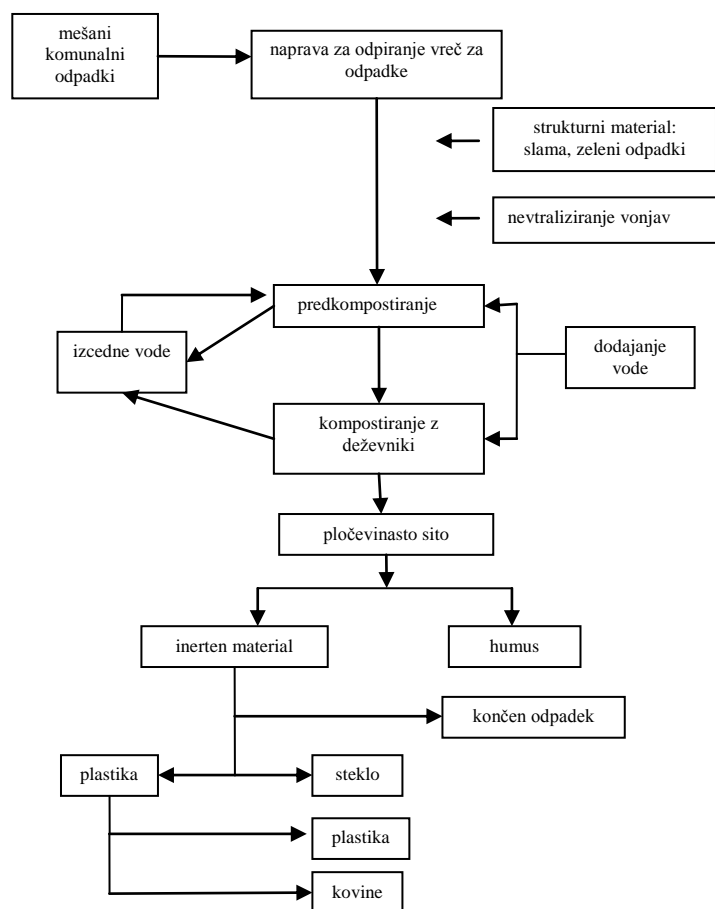 mešani
komunalni
odpadki
naprava za odpiranje vreč za
odpadke
strukturni material:
slama, zeleni odpadki
nevtraliziranje vonjav
predkompostiranje
izcedne vode
dodajanje
vode
kompostiranje z
deževniki
pločevinasto sito
inerten material
humus
končen odpadek
plastika
steklo
plastika
kovine